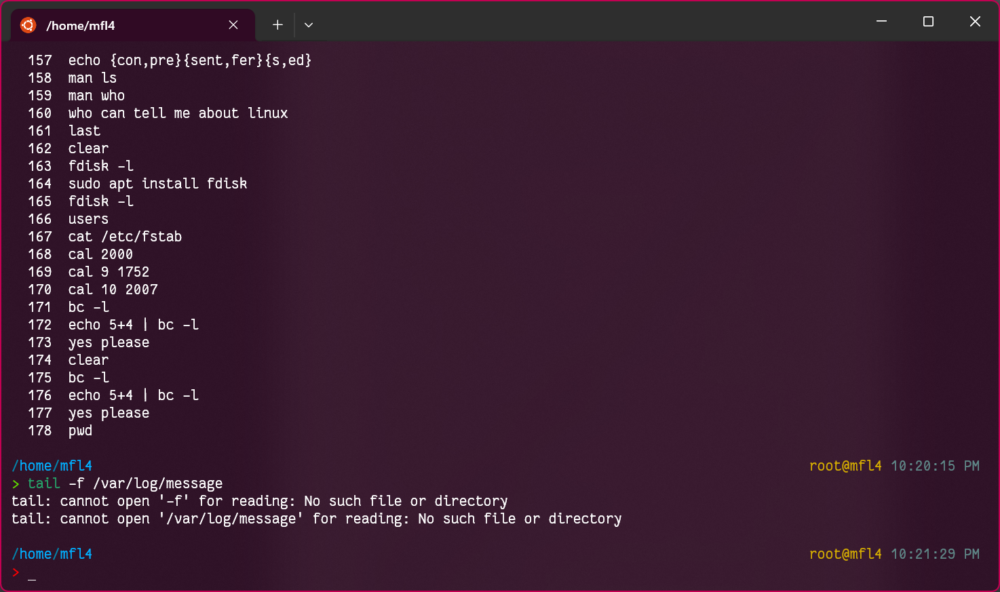 /home/mfl4
157 echo {con,pre}{sent,fer}{s,ed}
158 man ls
159 man who
160 who can tell me about linux
161 last
162 clear
163 fdisk -l
164 sudo apt install fdisk
165 fdisk -l
166 users
167 cat /etc/fstab
168 cal 2000
169 cal 9 1752
170 cal 10 2007
171 bc -l
172 echo 5+4 | bc -l
173 yes please
174 clear
175 bc -l
176 echo 5+4 | bc -l
177 yes please
178 pwd
/home/mfl4 root@mfl4 10:20:15 PM
> tail –f /var/log/message
tail: cannot open '–f' for reading: No such file or directory
tail: cannot open '/var/log/message' for reading: No such file or directory
/home/mfl4 root@mfl4 10:21:29 PM
> _